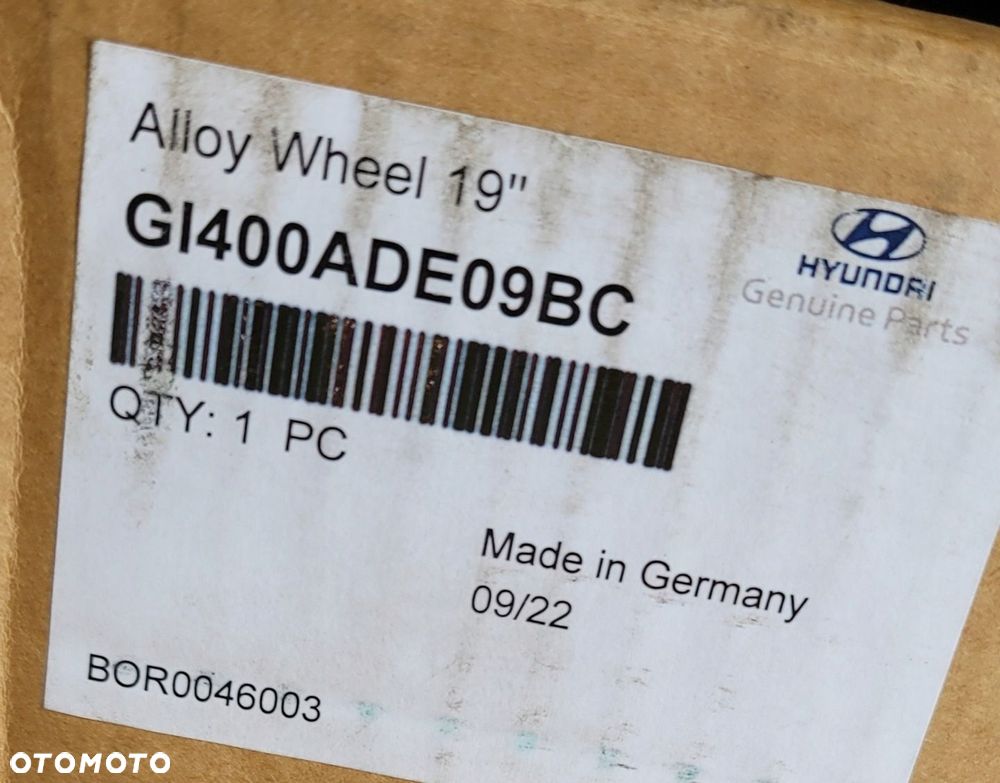 Alloy Wheel 19"
GI400ADE09BC
HYUNDAI
Genuine Parts
QTY: 1 PC
Made in Germany
09/22
BOR0046003
OTOMOTO